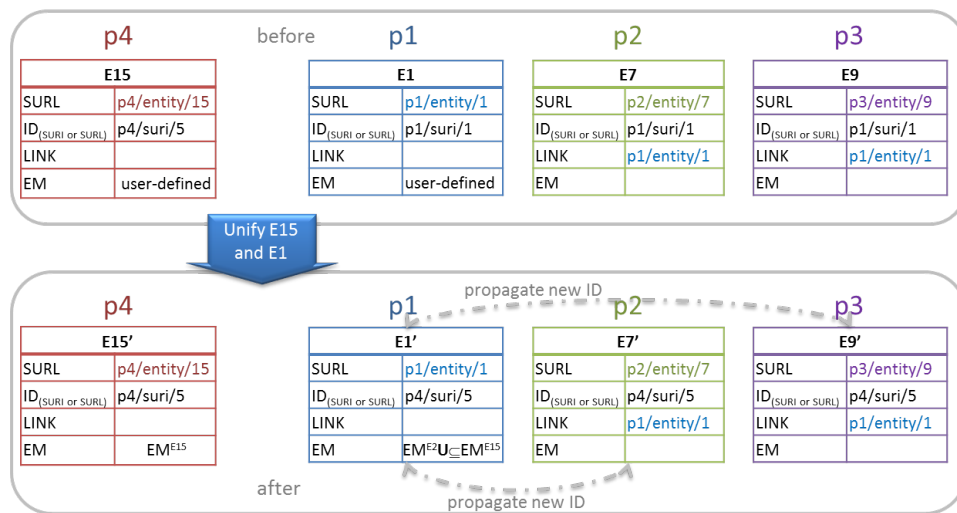 p4 before p1 p2 p3
E15 E1 E7 E9
SURL p4/entity/15 SURL p1/entity/1 SURL p2/entity/7 SURL p3/entity/9
ID(SURI or SURL) p4/suri/5 ID(SURI or SURL) p1/suri/1 ID(SURI or SURL) p1/suri/1 ID(SURI or SURL) p1/suri/1
LINK LINK LINK p1/entity/1 LINK p1/entity/1
EM user-defined EM user-defined EM EM
Unify E15
and E1
propagate new ID
p4 p1 p2 p3
E15’ E1’ E7’ E9’
SURL p4/entity/15 SURL p1/entity/1 SURL p2/entity/7 SURL p3/entity/9
ID(SURI or SURL) p4/suri/5 ID(SURI or SURL) p4/suri/5 ID(SURI or SURL) p4/suri/5 ID(SURI or SURL) p4/suri/5
LINK LINK LINK p1/entity/1 LINK p1/entity/1
EM EM^E15 EM EM^E2U⊆EM^E15 EM EM
after propagate new ID